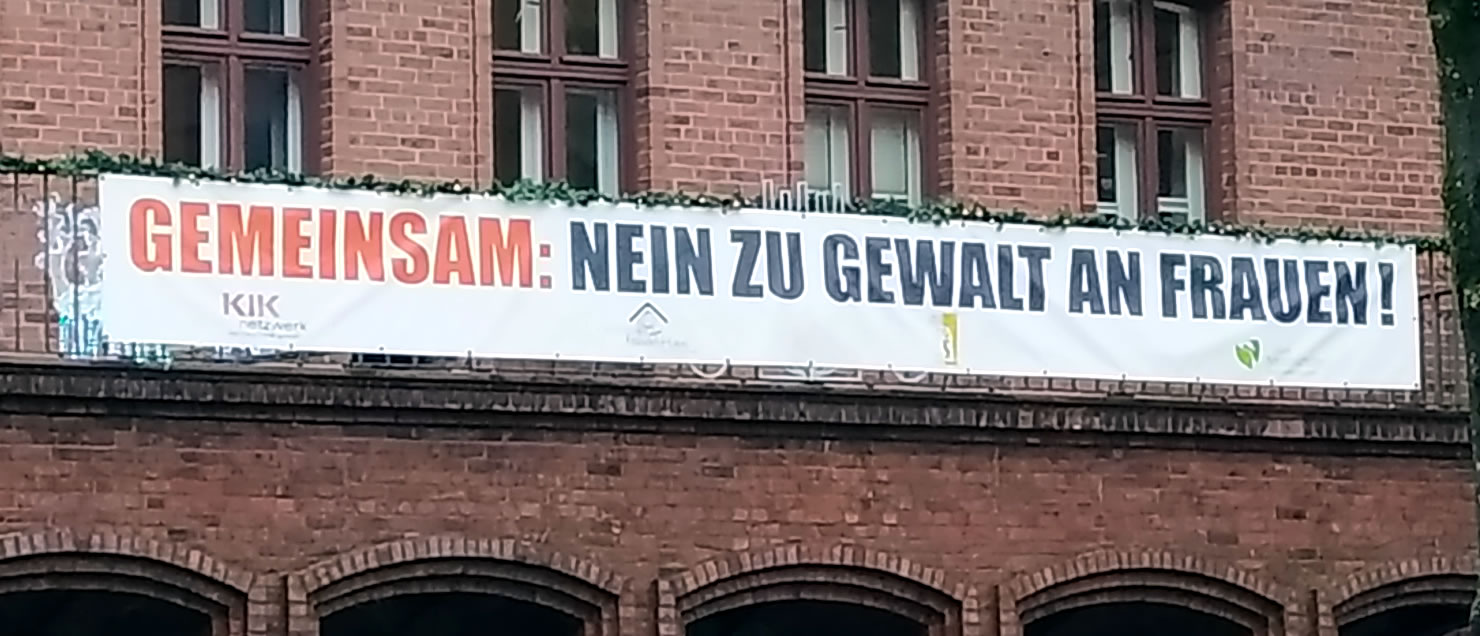 GEMEINSAM: NEIN ZU GEWALT AN FRAUEN!
KIK
netzwerk